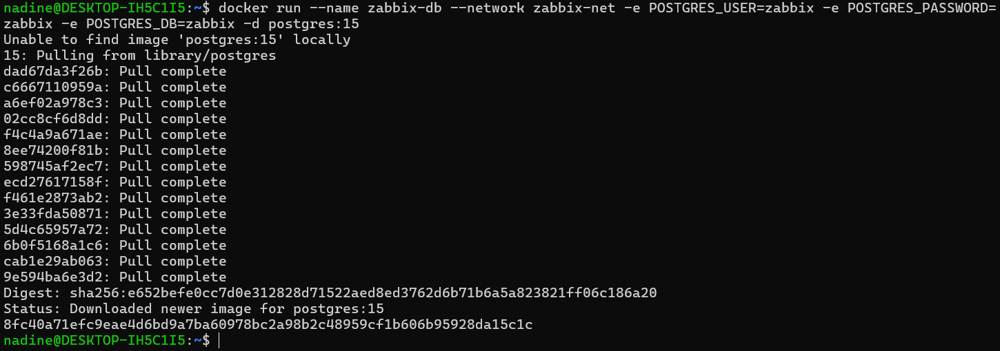 nadine@DESKTOP-IH5C1I5:~$ docker run --name zabbix-db --network zabbix-net -e POSTGRES_USER=zabbix -e POSTGRES_PASSWORD=
zabbix -e POSTGRES_DB=zabbix -d postgres:15
Unable to find image 'postgres:15' locally
15: Pulling from library/postgres
dad67da3f26b: Pull complete
c6667110959a: Pull complete
a6ef02a978c3: Pull complete
02cc8cf6d8dd: Pull complete
f4c4a9a671ae: Pull complete
8ee74200f81b: Pull complete
598745af2ec7: Pull complete
ecd27617158f: Pull complete
f461e2873ab2: Pull complete
3e33fda50871: Pull complete
5d4c65957a72: Pull complete
6b0f5168a1c6: Pull complete
cab1e29ab063: Pull complete
9e594ba6e3d2: Pull complete
Digest: sha256:e652befe0cc7d0e312828d71522aed8ed3762d6b71b6a5a823821ff06c186a20
Status: Downloaded newer image for postgres:15
8fc40a71efc9eae4d6bd9a7ba60978bc2a98b2c48959cf1b606b95928da15c1c
nadine@DESKTOP-IH5C1I5:~$